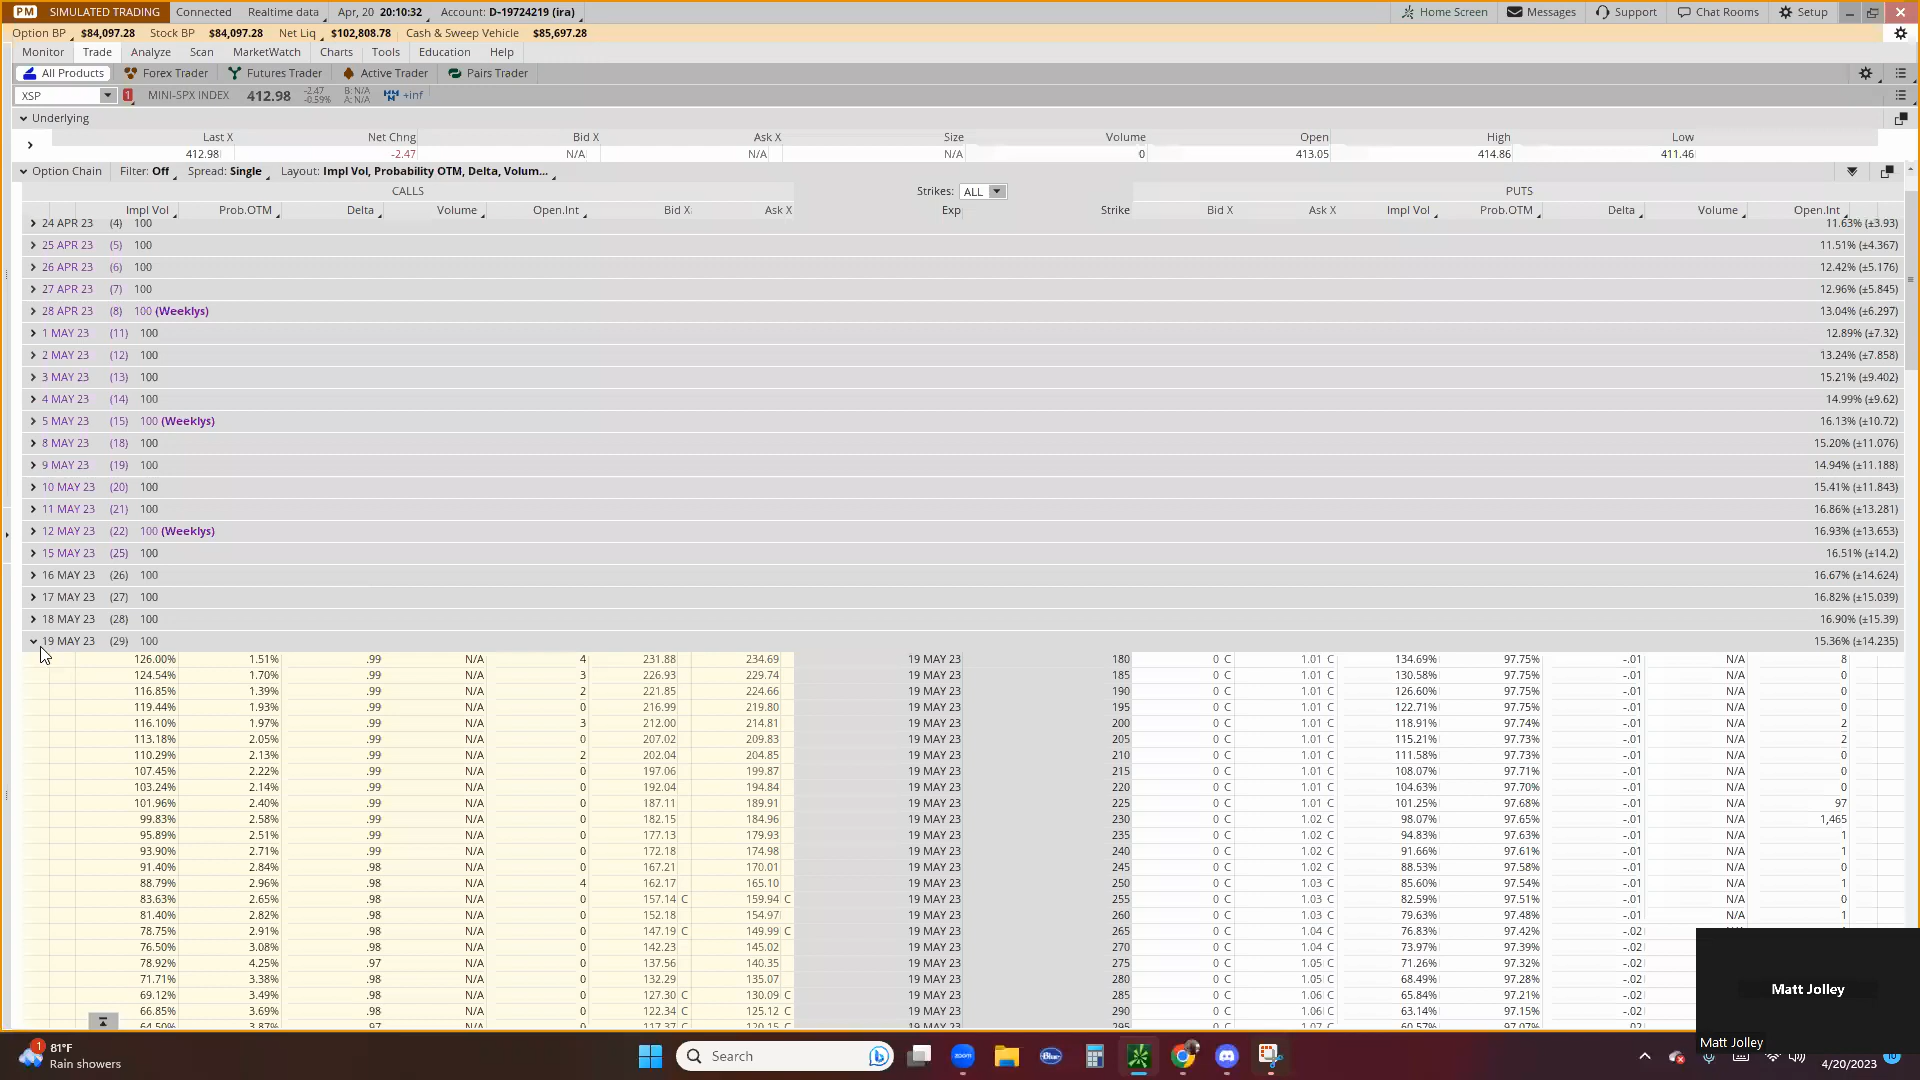 PM SIMULATED TRADING Connected Realtime data Apr, 20 20:10:32 Account: D-19724219 (ira) Home Screen Messages Support Chat Rooms Setup
Option BP $84,097.28 Stock BP $84,097.28 Net Liq $102,808.78 Cash & Sweep Vehicle $85,697.28
Monitor Trade Analyze Scan MarketWatch Charts Tools Education Help
All Products Forex Trader Futures Trader Active Trader Pairs Trader
XSP 1 MINI-SPX INDEX 412.98 -2.47 -0.59% B: N/A A: N/A +inf
Underlying
Last X Net Chng Bid X Ask X Size Volume Open High Low
412.98 -2.47 N/A N/A N/A 0 413.05 414.86 411.46
Option Chain Filter: Off Spread: Single Layout: Impl Vol, Probability OTM, Delta, Volum...
CALLS Strikes: ALL PUTS
Impl Vol Prob.OTM Delta Volume Open.Int Bid X Ask X Exp Strike Bid X Ask X Impl Vol Prob.OTM Delta Volume Open.Int
24 APR 23 (4) 100 11.63% (±3.93)
25 APR 23 (5) 100 11.51% (±4.367)
26 APR 23 (6) 100 12.42% (±5.176)
27 APR 23 (7) 100 12.96% (±5.845)
28 APR 23 (8) 100 (Weeklys) 13.04% (±6.297)
1 MAY 23 (11) 100 12.89% (±7.32)
2 MAY 23 (12) 100 13.24% (±7.858)
3 MAY 23 (13) 100 15.21% (±9.402)
4 MAY 23 (14) 100 14.99% (±9.62)
5 MAY 23 (15) 100 (Weeklys) 16.13% (±10.72)
8 MAY 23 (18) 100 15.20% (±11.076)
9 MAY 23 (19) 100 14.94% (±11.188)
10 MAY 23 (20) 100 15.41% (±11.843)
11 MAY 23 (21) 100 16.86% (±13.281)
12 MAY 23 (22) 100 (Weeklys) 16.93% (±13.653)
15 MAY 23 (25) 100 16.51% (±14.2)
16 MAY 23 (26) 100 16.67% (±14.624)
17 MAY 23 (27) 100 16.82% (±15.039)
18 MAY 23 (28) 100 16.90% (±15.39)
19 MAY 23 (29) 100 15.36% (±14.235)
126.00% 1.51% .99 N/A 4 231.88 234.69 19 MAY 23 180 0 C 1.01 C 134.69% 97.75% -.01 N/A 8
124.54% 1.70% .99 N/A 3 226.93 229.74 19 MAY 23 185 0 C 1.01 C 130.58% 97.75% -.01 N/A 0
116.85% 1.39% .99 N/A 2 221.85 224.66 19 MAY 23 190 0 C 1.01 C 126.60% 97.75% -.01 N/A 0
119.44% 1.93% .99 N/A 0 216.99 219.80 19 MAY 23 195 0 C 1.01 C 122.71% 97.75% -.01 N/A 0
116.10% 1.97% .99 N/A 3 212.00 214.81 19 MAY 23 200 0 C 1.01 C 118.91% 97.74% -.01 N/A 2
113.18% 2.05% .99 N/A 0 207.02 209.83 19 MAY 23 205 0 C 1.01 C 115.21% 97.73% -.01 N/A 2
110.29% 2.13% .99 N/A 2 202.04 204.85 19 MAY 23 210 0 C 1.01 C 111.58% 97.73% -.01 N/A 0
107.45% 2.22% .99 N/A 0 197.06 199.87 19 MAY 23 215 0 C 1.01 C 108.07% 97.71% -.01 N/A 0
103.24% 2.14% .99 N/A 0 192.04 194.84 19 MAY 23 220 0 C 1.01 C 104.63% 97.70% -.01 N/A 0
101.96% 2.40% .99 N/A 0 187.11 189.91 19 MAY 23 225 0 C 1.01 C 101.25% 97.68% -.01 N/A 97
99.83% 2.58% .99 N/A 0 182.15 184.96 19 MAY 23 230 0 C 1.02 C 98.07% 97.65% -.01 N/A 1,465
95.89% 2.51% .99 N/A 0 177.13 179.93 19 MAY 23 235 0 C 1.02 C 94.83% 97.63% -.01 N/A 1
93.90% 2.71% .99 N/A 0 172.18 174.98 19 MAY 23 240 0 C 1.02 C 91.66% 97.61% -.01 N/A 1
91.40% 2.84% .98 N/A 0 167.21 170.01 19 MAY 23 245 0 C 1.02 C 88.53% 97.58% -.01 N/A 0
88.79% 2.96% .98 N/A 4 162.17 165.10 19 MAY 23 250 0 C 1.03 C 85.60% 97.54% -.01 N/A 1
83.63% 2.65% .98 N/A 0 157.14 C 159.94 C 19 MAY 23 255 0 C 1.03 C 82.59% 97.51% -.01 N/A 0
81.40% 2.82% .98 N/A 0 152.18 154.97 19 MAY 23 260 0 C 1.03 C 79.63% 97.48% -.01 N/A 1
78.75% 2.91% .98 N/A 0 147.19 C 149.99 C 19 MAY 23 265 0 C 1.04 C 76.83% 97.42% -.02
76.50% 3.08% .98 N/A 0 142.23 145.02 19 MAY 23 270 0 C 1.04 C 73.97% 97.39% -.02
78.92% 4.25% .97 N/A 0 137.56 140.35 19 MAY 23 275 0 C 1.05 C 71.26% 97.32% -.02
71.71% 3.38% .98 N/A 0 132.29 135.07 19 MAY 23 280 0 C 1.05 C 68.49% 97.28% -.02
69.12% 3.49% .98 N/A 0 127.30 C 130.09 C 19 MAY 23 285 0 C 1.06 C 65.84% 97.21% -.02
66.85% 3.69% .98 N/A 0 122.34 C 125.12 C 19 MAY 23 290 0 C 1.06 C 63.14% 97.15% -.02
64.50% 3.87% .97 N/A 0 117.37 C 120.15 C 19 MAY 23 295 0 C 1.07 C 60.57% 97.07% -.02
Matt Jolley
Matt Jolley
1 81°F
Rain showers
Search
zoom
Blue
4/20/2023